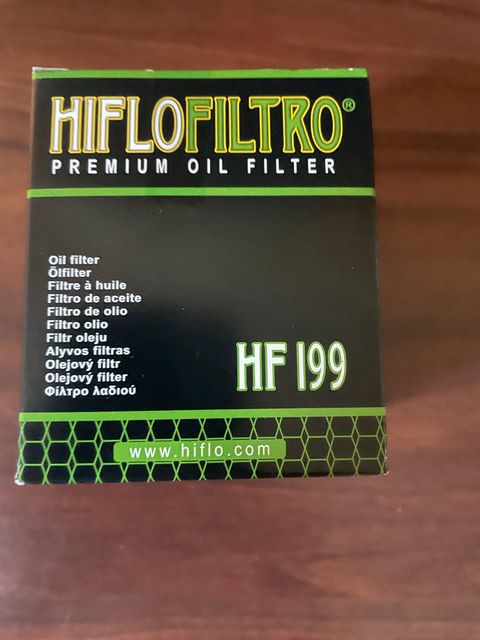 HIFLOFILTRO®
PREMIUM OIL FILTER
Oil filter
Ölfilter
Filtre à huile
Filtro de aceite
Filtro de olio
Filtro olio
Filtr oleju
Alyvos filtras
Olejový filtr
Olejový filter
Φίλτρο λαδιού
HF 199
www.hiflo.com